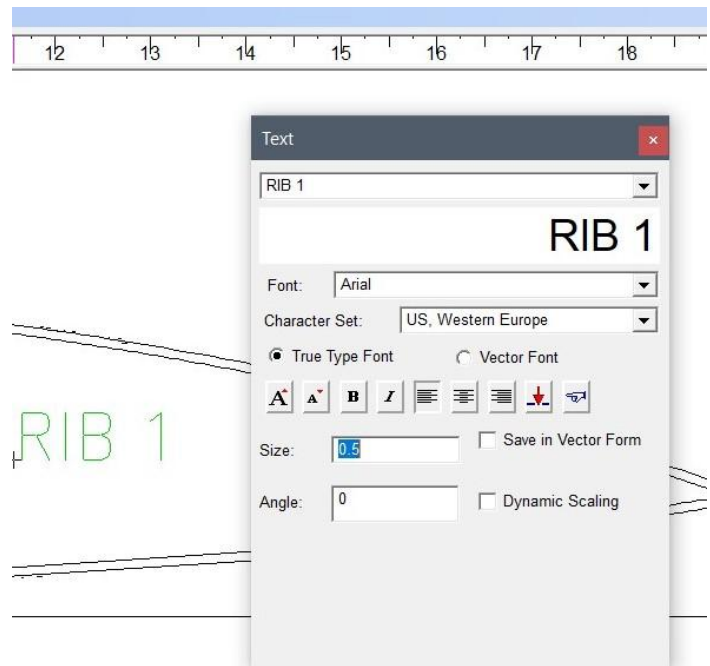 12 13 14 15 16 17 18
Text
RIB 1
RIB 1
Font: Arial
Character Set: US, Western Europe
True Type Font Vector Font
A A B I
RIB 1
Size: 0.5 Save in Vector Form
Angle: 0 Dynamic Scaling